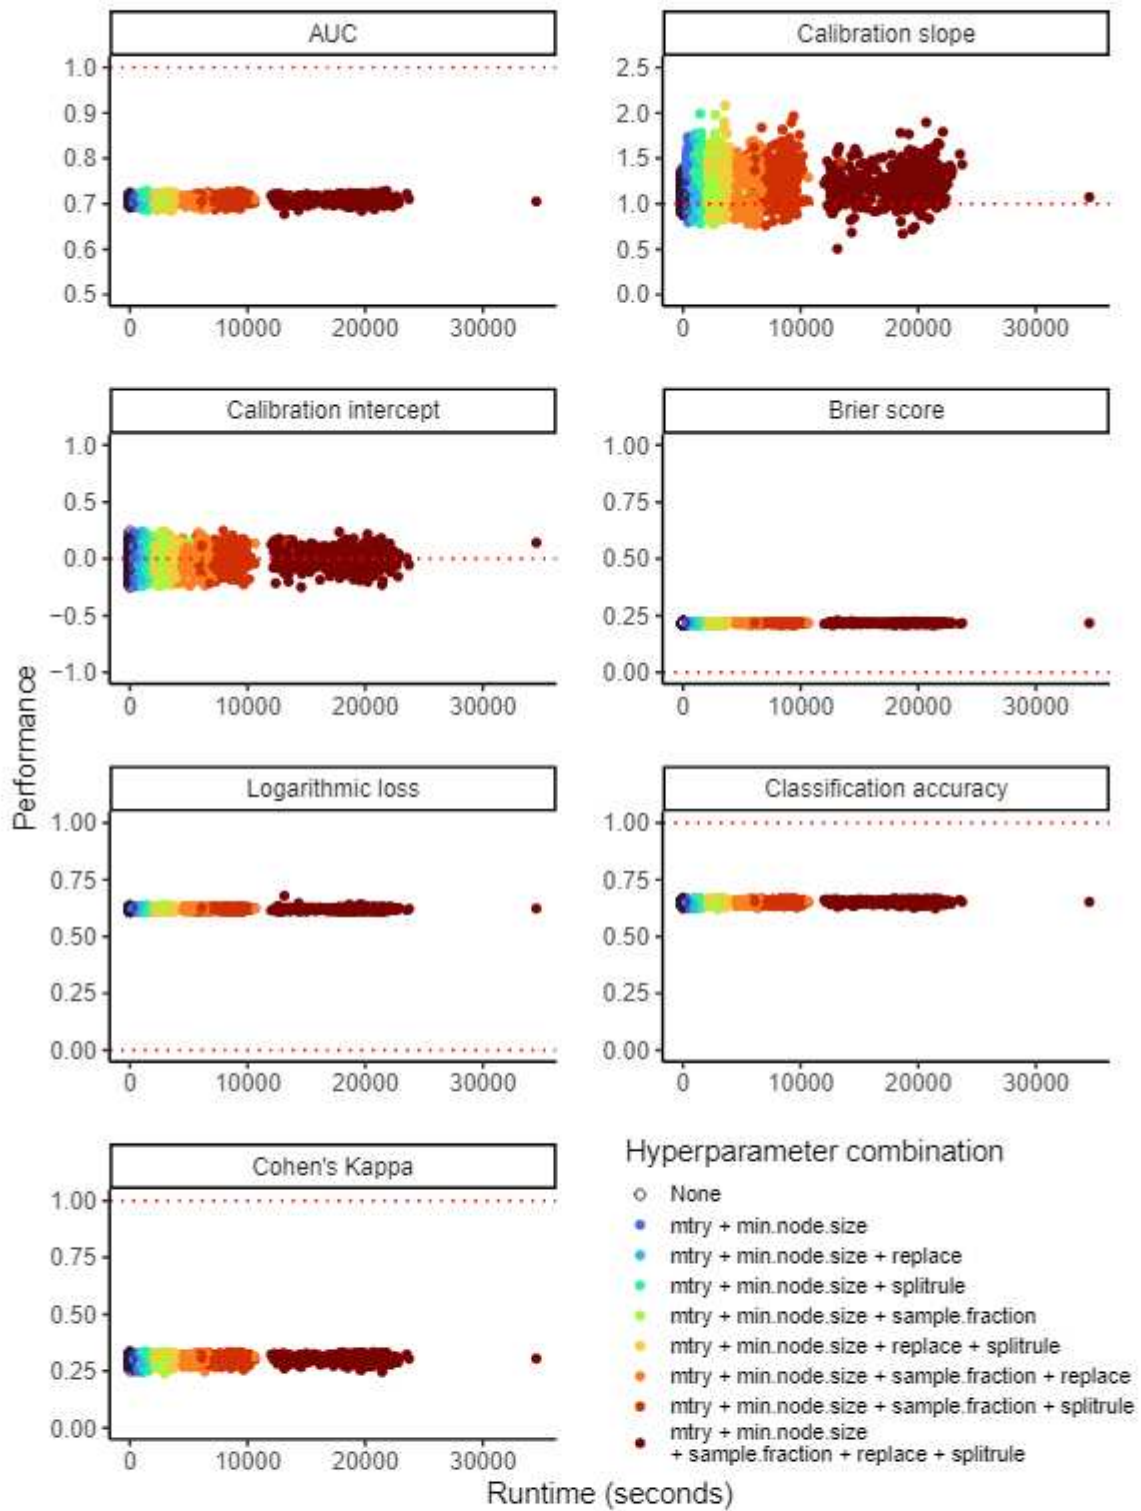 AUC
Calibration slope
1.0
0.9
0.8
0.7
0.6
0.5
0 10000 20000 30000
2.5
2.0
1.5
1.0
0.5
0.0
0 10000 20000 30000
Calibration intercept
Brier score
1.0
0.5
0.0
−0.5
−1.0
0 10000 20000 30000
1.00
0.75
0.50
0.25
0.00
0 10000 20000 30000
Performance
Logarithmic loss
Classification accuracy
1.00
0.75
0.50
0.25
0.00
0 10000 20000 30000
1.00
0.75
0.50
0.25
0.00
0 10000 20000 30000
Cohen's Kappa
1.00
0.75
0.50
0.25
0.00
0 10000 20000 30000
Hyperparameter combination
None
mtry + min.node.size
mtry + min.node.size + replace
mtry + min.node.size + splitrule
mtry + min.node.size + sample.fraction
mtry + min.node.size + replace + splitrule
mtry + min.node.size + sample.fraction + replace
mtry + min.node.size + sample.fraction + splitrule
mtry + min.node.size
+ sample.fraction + replace + splitrule
Runtime (seconds)